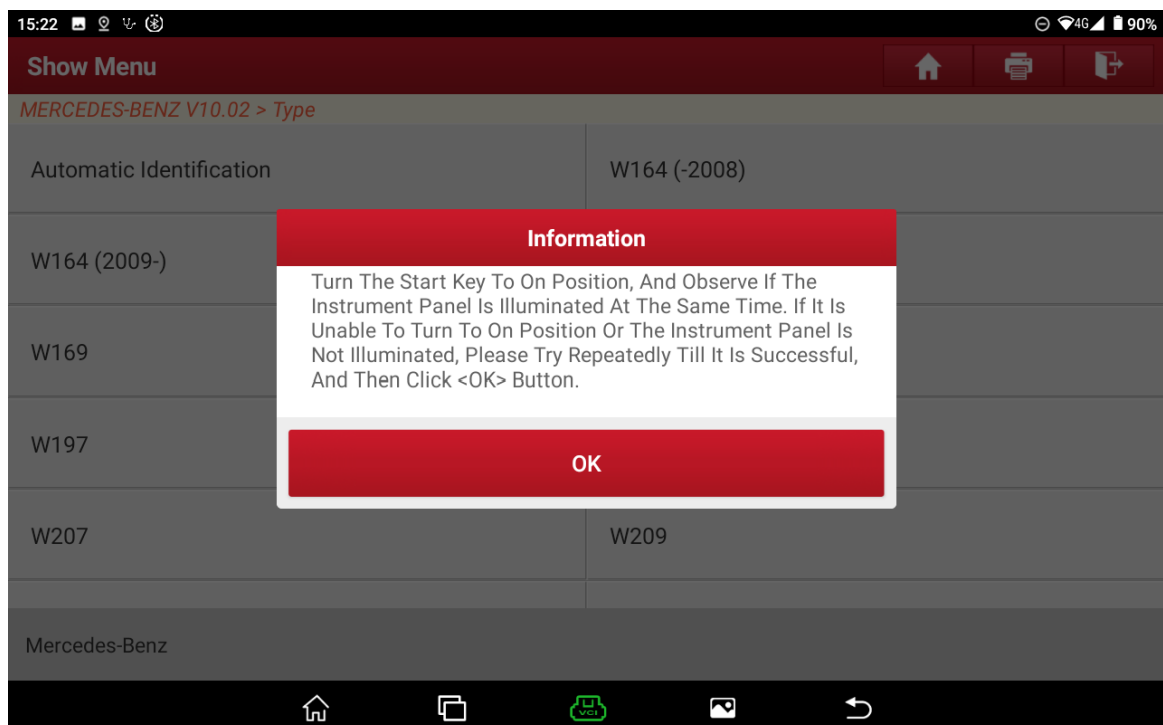 15:22
4G 90%
Show Menu
MERCEDES-BENZ V10.02 > Type
Automatic Identification
W164 (-2008)
W164 (2009-)
Information
Turn The Start Key To On Position, And Observe If The
Instrument Panel Is Illuminated At The Same Time. If It Is
Unable To Turn To On Position Or The Instrument Panel Is
Not Illuminated, Please Try Repeatedly Till It Is Successful,
And Then Click <OK> Button.
W169
W197
OK
W207
W209
Mercedes-Benz
VCI